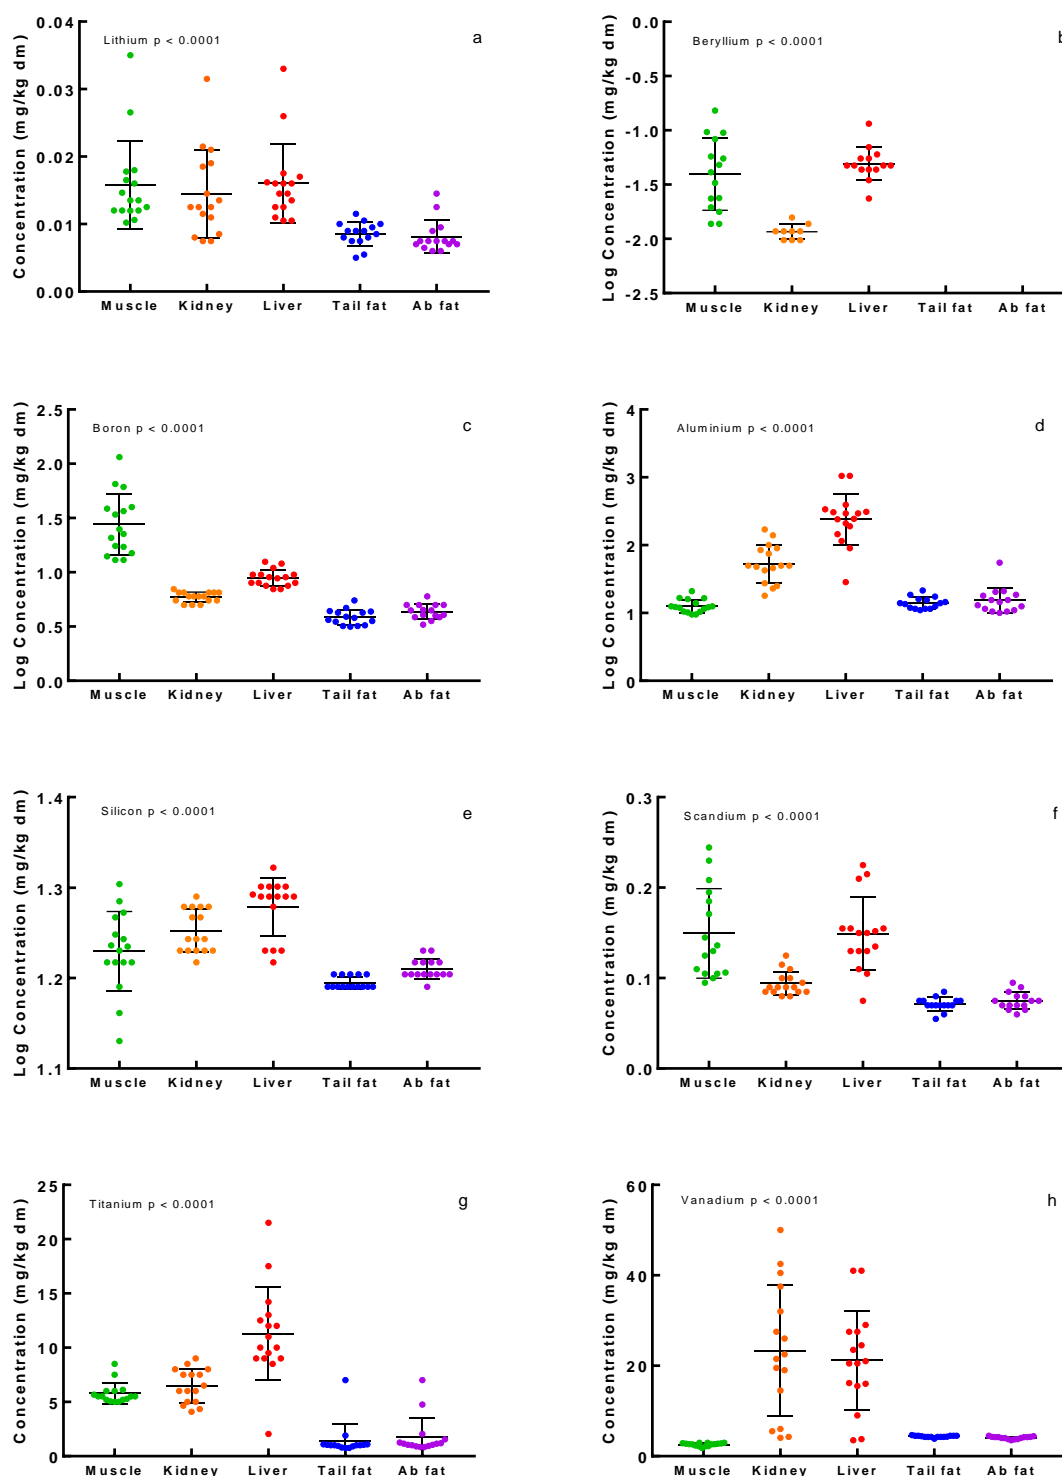 Lithium p < 0.0001
a
Concentration (mg/kg dm)
0.04
0.03
0.02
0.01
0.00
Muscle Kidney Liver Tail fat Ab fat
Beryllium p < 0.0001
b
Log Concentration (mg/kg dm)
0.0
-0.5
-1.0
-1.5
-2.0
-2.5
Muscle Kidney Liver Tail fat Ab fat
Boron p < 0.0001
c
Log Concentration (mg/kg dm)
2.5
2.0
1.5
1.0
0.5
0.0
Muscle Kidney Liver Tail fat Ab fat
Aluminium p < 0.0001
d
Log Concentration (mg/kg dm)
4
3
2
1
0
Muscle Kidney Liver Tail fat Ab fat
Silicon p < 0.0001
e
Log Concentration (mg/kg dm)
1.4
1.3
1.2
1.1
Muscle Kidney Liver Tail fat Ab fat
Scandium p < 0.0001
f
Concentration (mg/kg dm)
0.3
0.2
0.1
0.0
Muscle Kidney Liver Tail fat Ab fat
Titanium p < 0.0001
g
Concentration (mg/kg dm)
25
20
15
10
5
0
Muscle Kidney Liver Tail fat Ab fat
Vanadium p < 0.0001
h
Concentration (mg/kg dm)
60
40
20
0
Muscle Kidney Liver Tail fat Ab fat